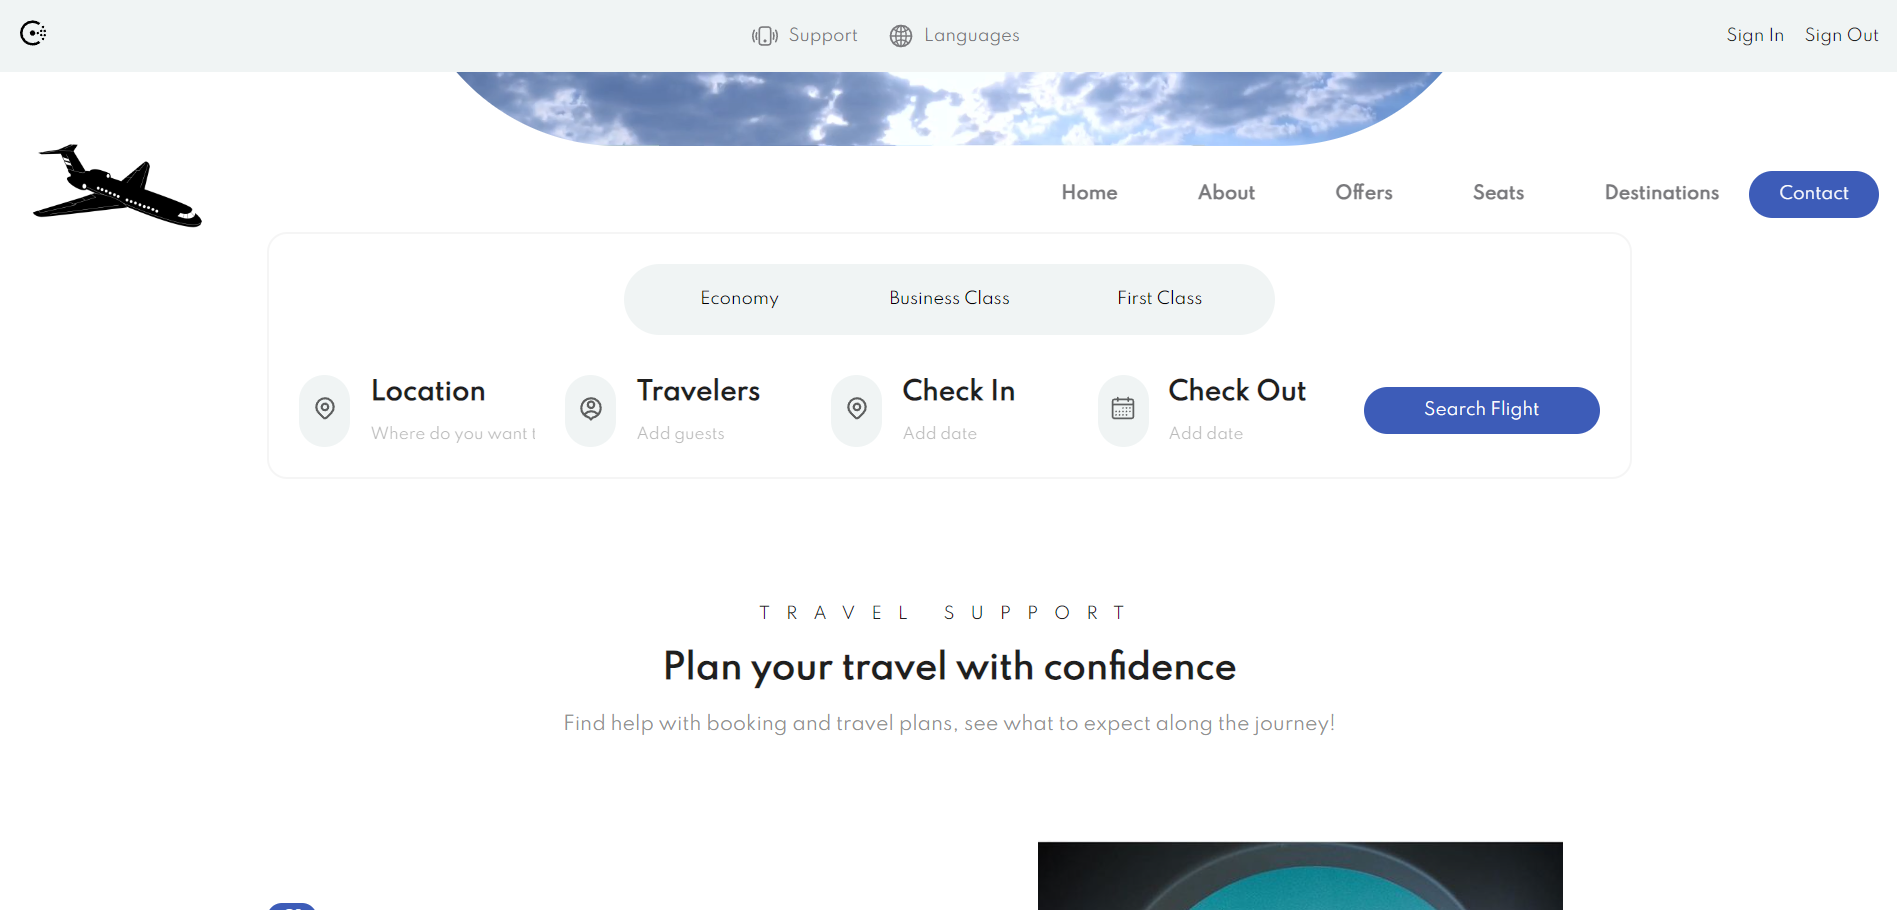 Support Languages Sign In Sign Out
Home About Offers Seats Destinations Contact
Economy Business Class First Class
Location Travelers Check In Check Out
Search Flight
Where do you want t Add guests Add date Add date
TRAVEL SUPPORT
Plan your travel with confidence
Find help with booking and travel plans, see what to expect along the journey!